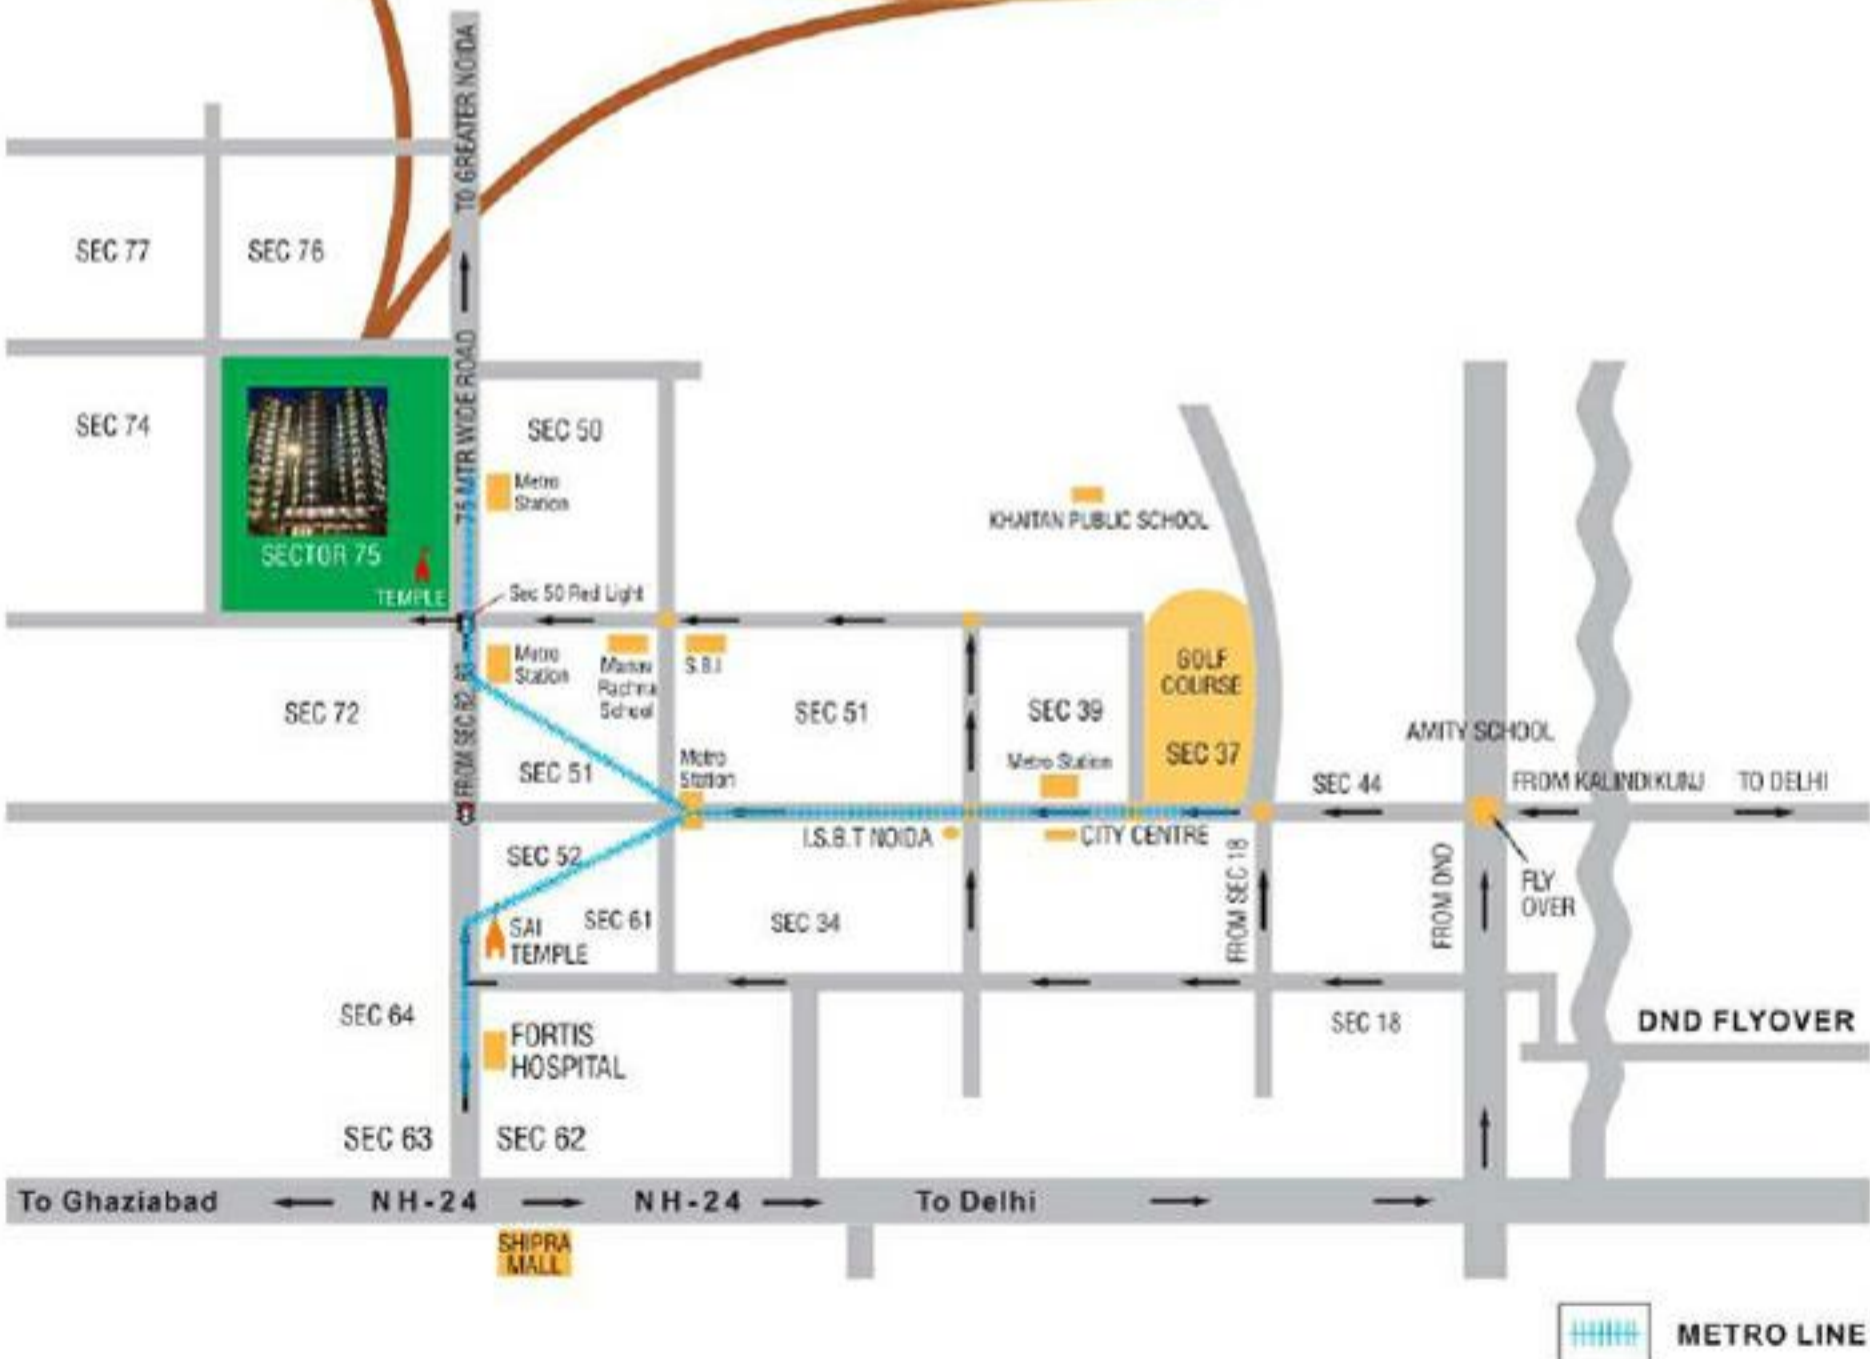 TO GREATER NOIDA
SEC 77
SEC 76
75 MTR WIDE ROAD
SEC 74
SEC 50
Metro
Station
KHAITAN PUBLIC SCHOOL
SECTOR 75
TEMPLE
Sec 50 Red Light
Metro
Station
Manav
Rachna
School
S.B.I
GOLF
COURSE
SEC 72
FROM SEC 62, 63
SEC 51
SEC 39
SEC 37
AMITY SCHOOL
SEC 51
Metro
Station
Metro Station
SEC 44
FROM KALINDIKUNJ
TO DELHI
I.S.B.T NOIDA
CITY CENTRE
SEC 52
FROM SEC 18
FROM DND
FLY
OVER
SAI
TEMPLE
SEC 61
SEC 34
SEC 64
FORTIS
HOSPITAL
SEC 18
DND FLYOVER
SEC 63
SEC 62
To Ghaziabad
NH-24
NH-24
To Delhi
SHIPRA
MALL
METRO LINE